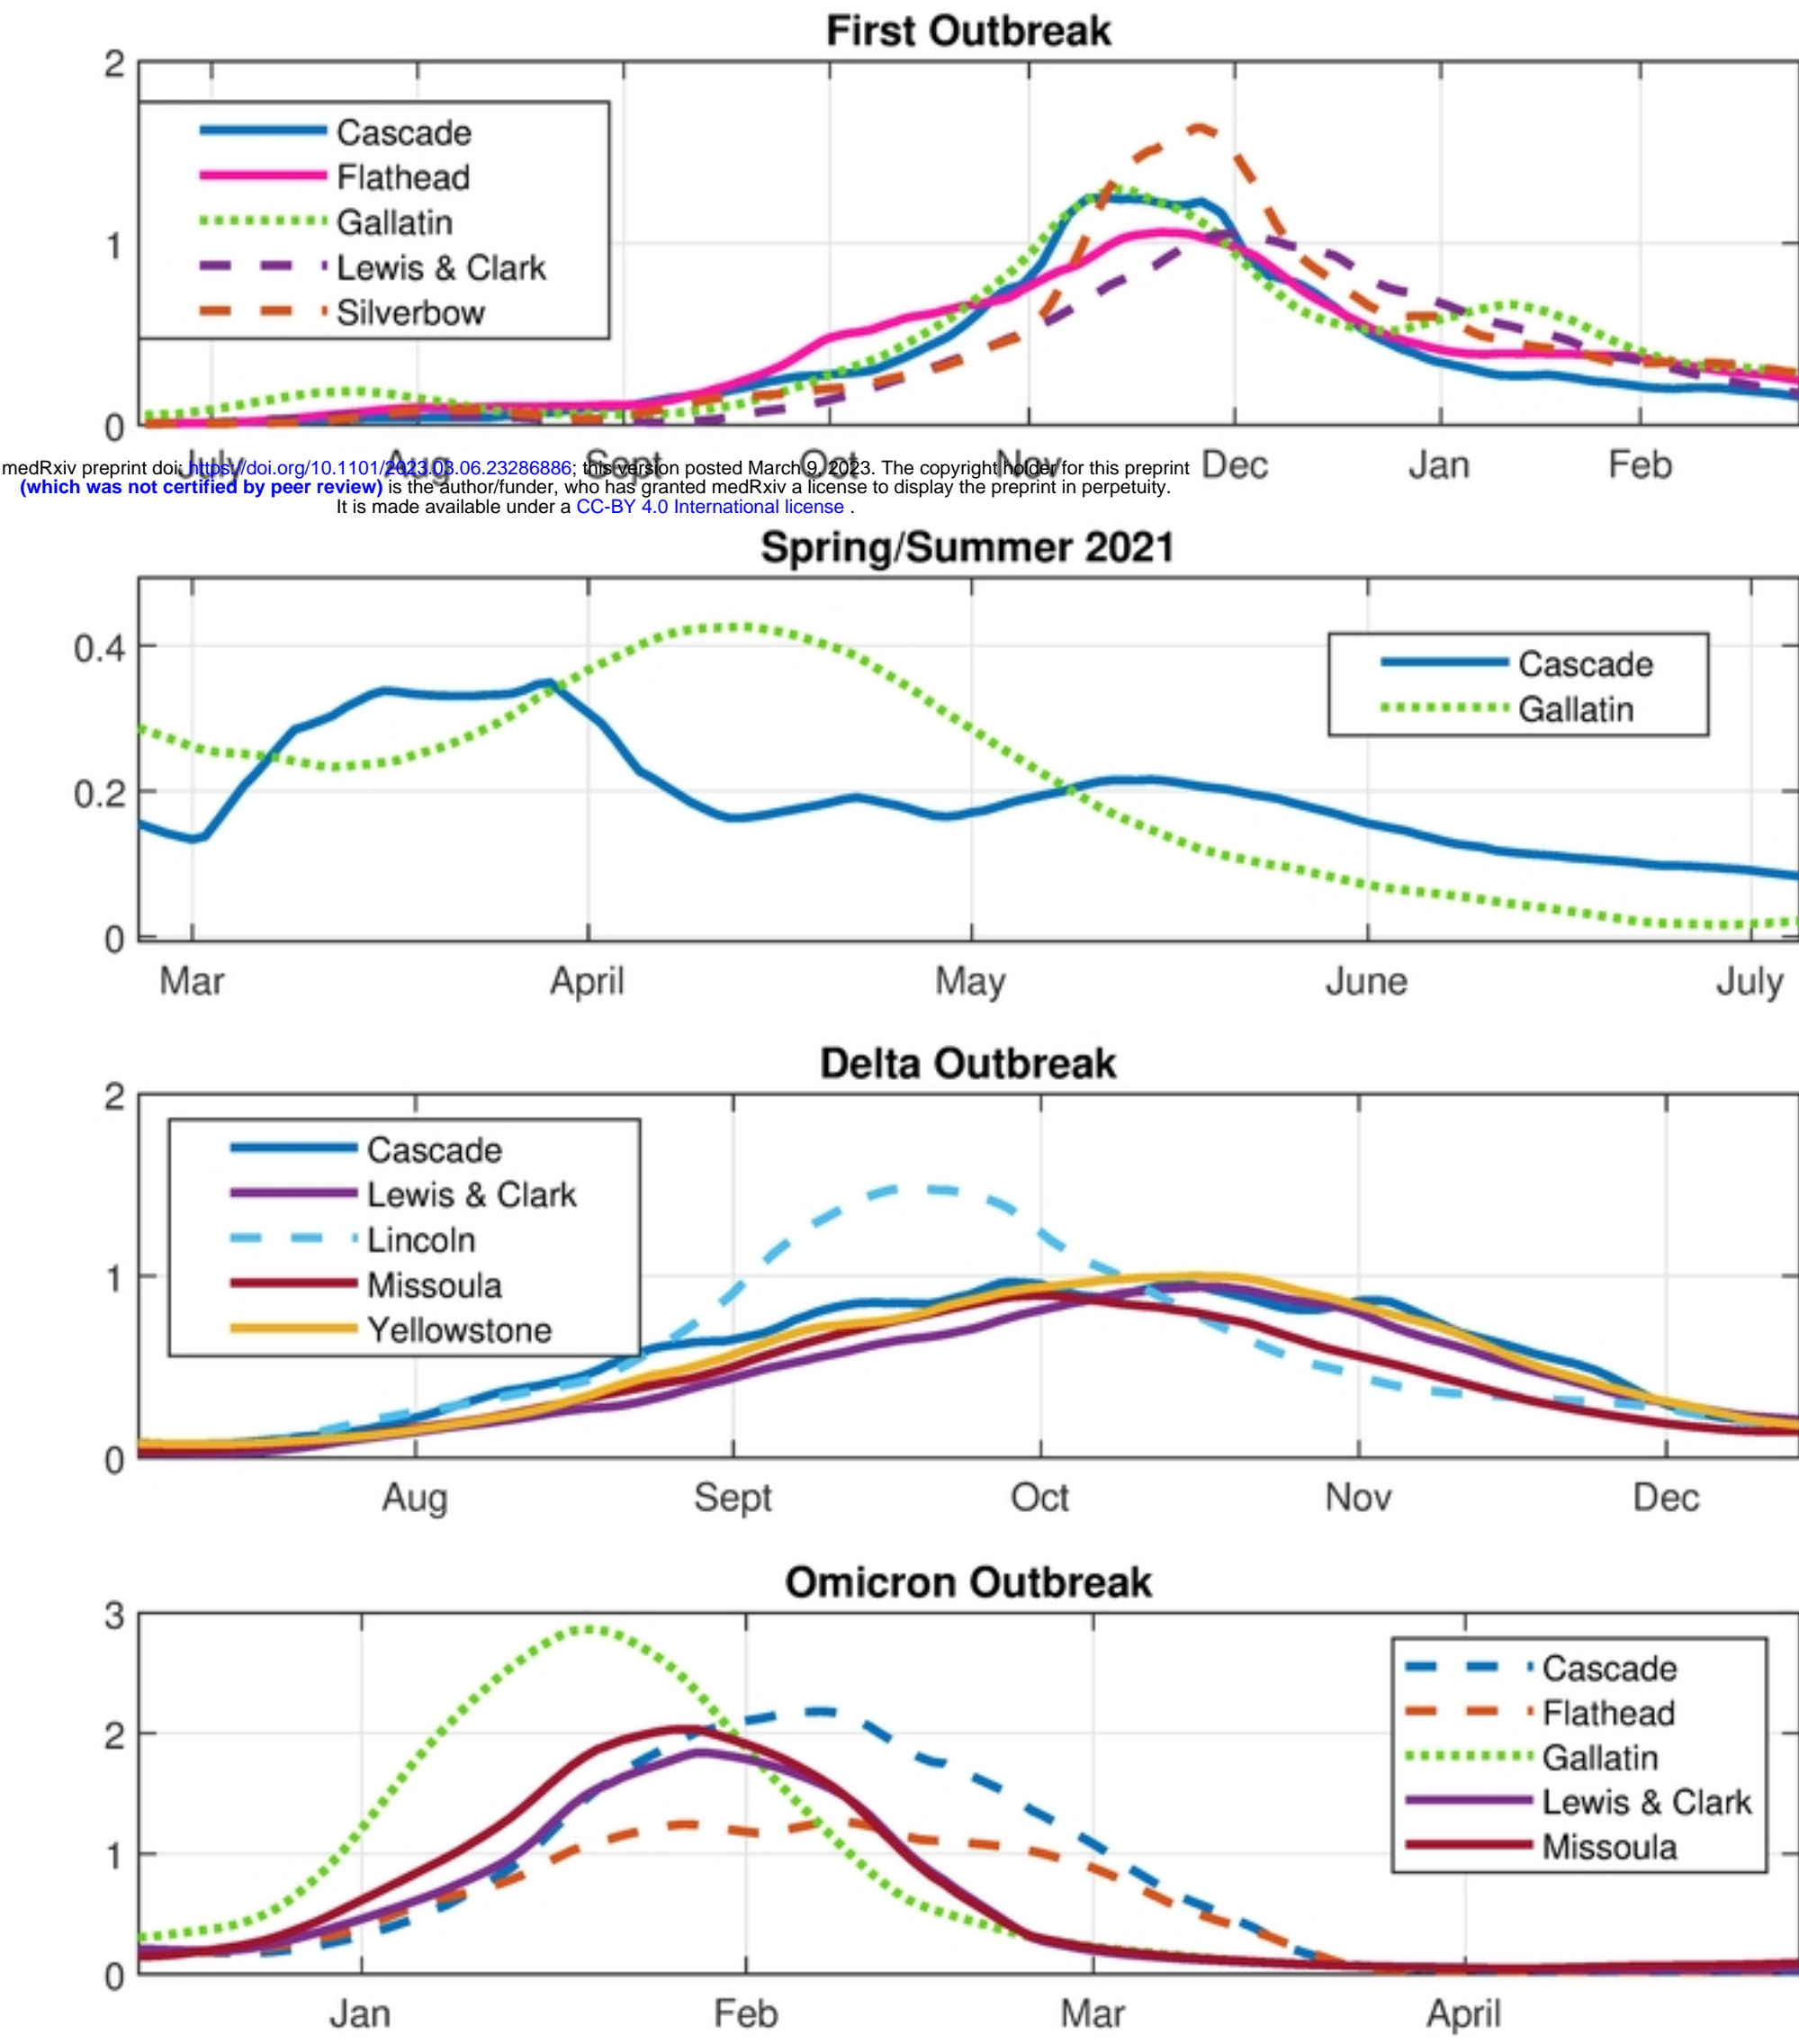 First Outbreak
2
Cascade
Flathead
Gallatin
Lewis & Clark
Silverbow
1
0
July Aug Sept Oct Nov Dec Jan Feb
medRxiv preprint doi: https://doi.org/10.1101/2023.03.06.23286886; this version posted March 9, 2023. The copyright holder for this preprint
(which was not certified by peer review) is the author/funder, who has granted medRxiv a license to display the preprint in perpetuity.
It is made available under a CC-BY 4.0 International license .
Spring/Summer 2021
0.4
Cascade
Gallatin
0.2
0
Mar April May June July
Delta Outbreak
2
Cascade
Lewis & Clark
Lincoln
1
Missoula
Yellowstone
0
Aug Sept Oct Nov Dec
Omicron Outbreak
3
Cascade
Flathead
2
Gallatin
Lewis & Clark
Missoula
1
0
Jan Feb Mar April